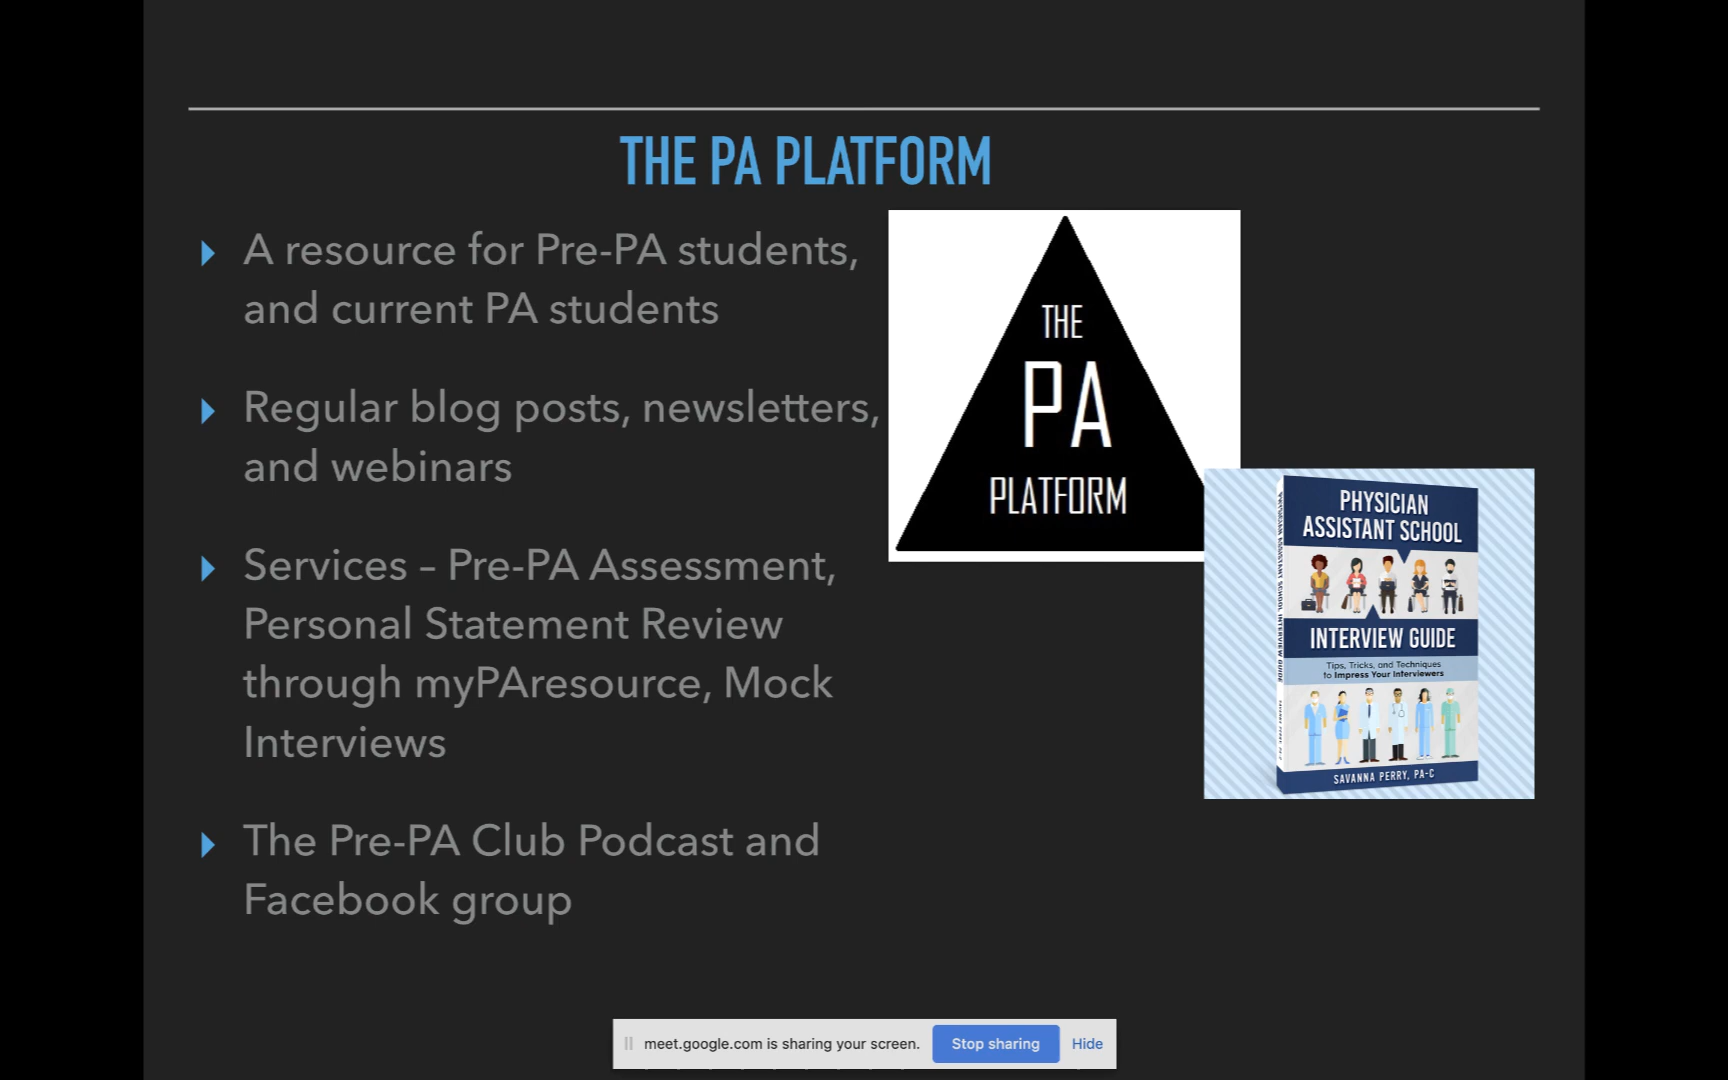 THE PA PLATFORM
A resource for Pre-PA students,
and current PA students
Regular blog posts, newsletters,
and webinars
Services – Pre-PA Assessment,
Personal Statement Review
through myPAresource, Mock
Interviews
The Pre-PA Club Podcast and
Facebook group
THE
PA
PLATFORM
PHYSICIAN
ASSISTANT SCHOOL
INTERVIEW GUIDE
Tips, Tricks, and Techniques
to Impress Your Interviewers
SAVANNA PERRY, PA-C
meet.google.com is sharing your screen.
Stop sharing
Hide